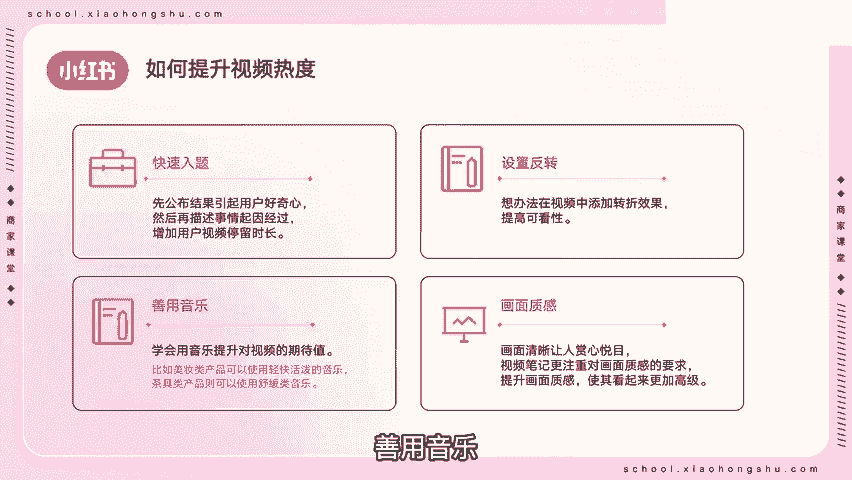 school.xiaohongshu.com
小红书
如何提升视频热度
快速入题
先公布结果引起用户好奇心，
然后再描述事情起因经过，
增加用户视频停留时长。
设置反转
想办法在视频中添加转折效果，
提高可看性。
善用音乐
学会用音乐提升对视频的期待值。
比如美妆类产品可以使用轻快活泼的音乐，
茶具类产品则可以使用舒缓类音乐。
画面质感
画面清晰让人赏心悦目，
视频笔记更注重对画面质感的要求，
提升画面质感，使其看起来更加高级。
商家课堂
商家课堂
善用音乐
school.xiaohongshu.com